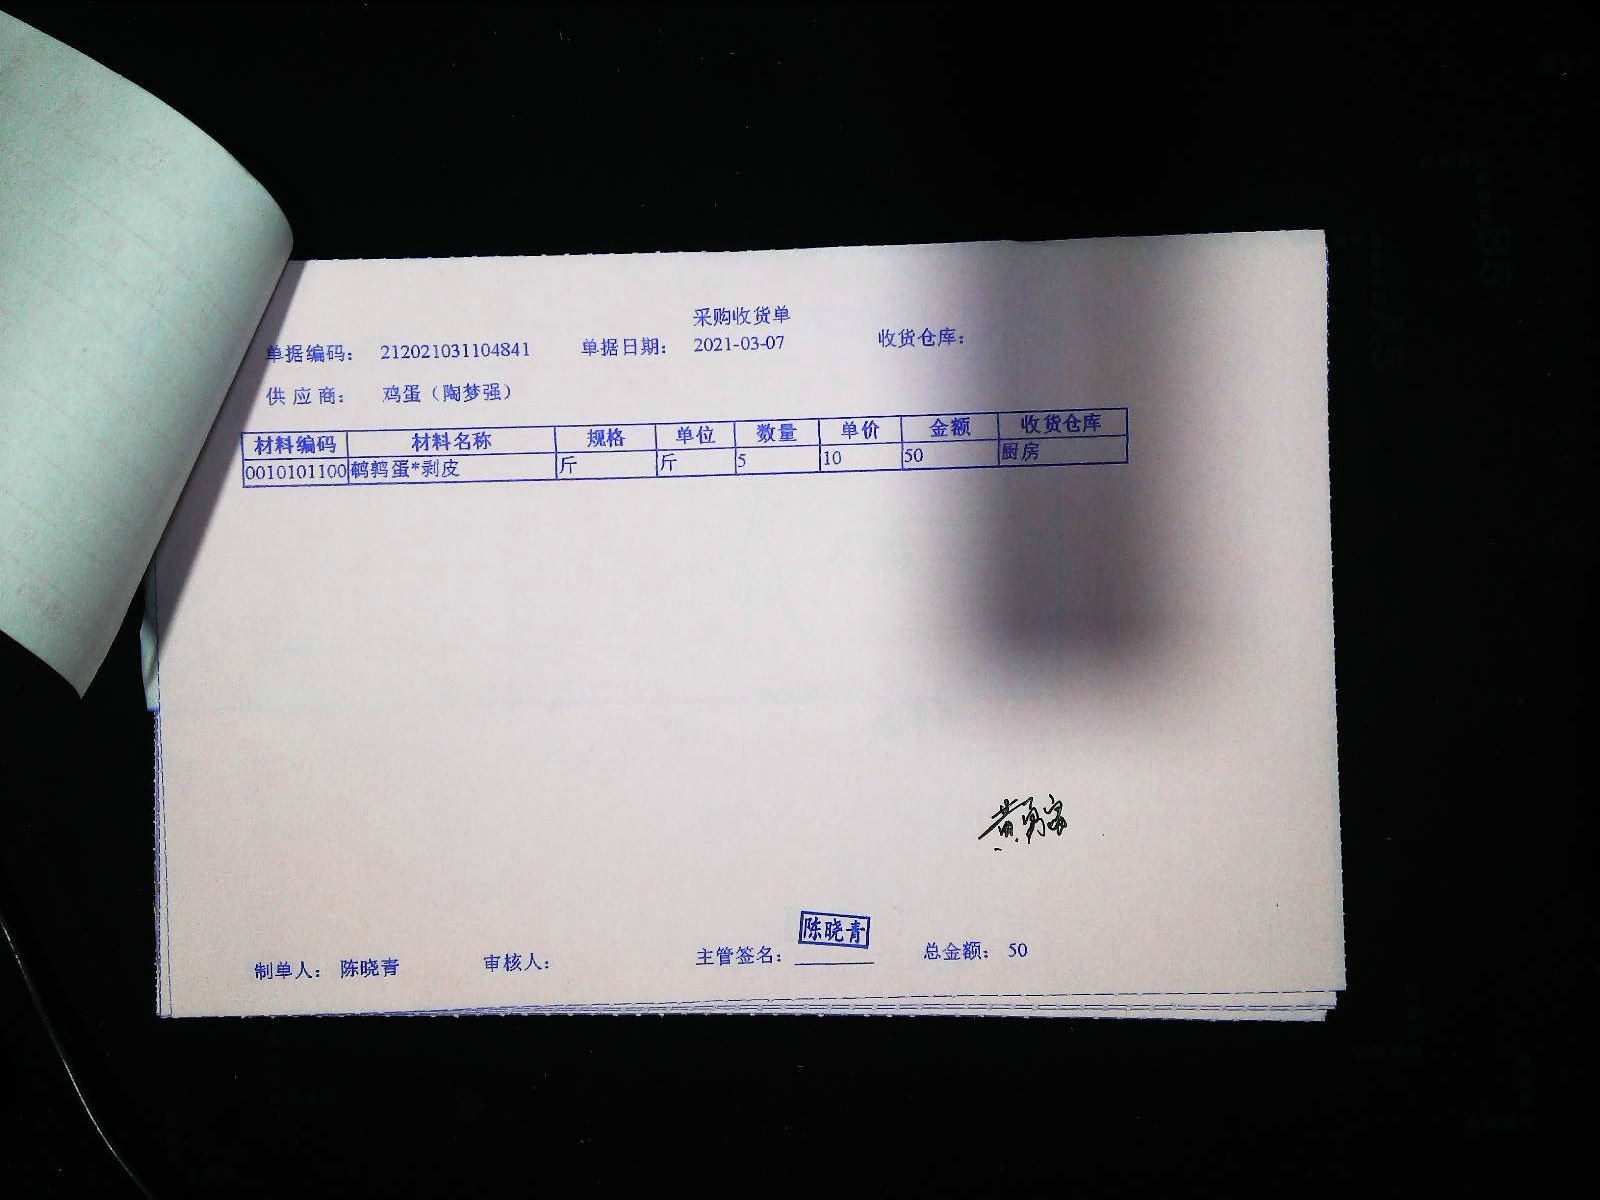 采购收货单
单据编码： 212021031104841 单据日期： 2021-03-07 收货仓库：
供应商： 鸡蛋（陶梦强）
材料编码 材料名称 规格 单位 数量 单价 金额 收货仓库
0010101100 鹌鹑蛋*剥皮 斤 斤 5 10 50 厨房
陈晓青
制单人： 陈晓青 审核人： 主管签名： 总金额： 50